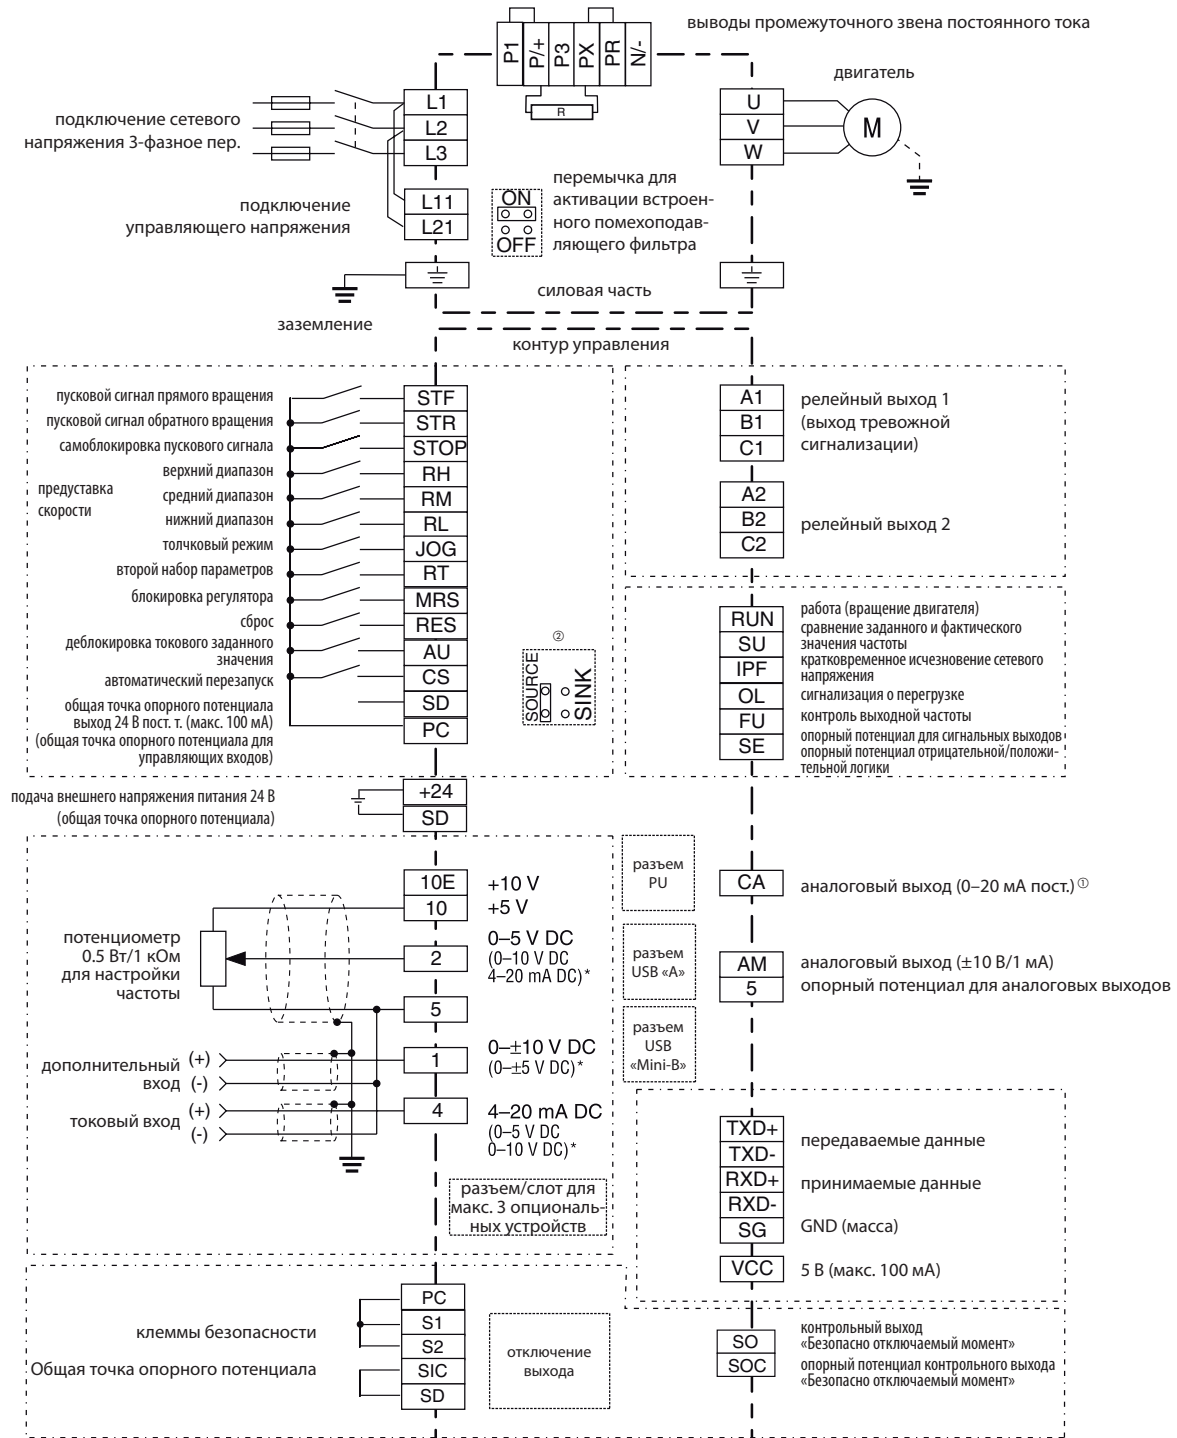 выводы промежуточного звена постоянного тока
P1
P/+
P3
PX
PR
N/-
R
двигатель
подключение сетевого
напряжения 3-фазное пер.
L1
L2
L3
U
V
W
M
подключение
управляющего напряжения
L11
L21
ON
OFF
перемычка для
активации встроен-
ного помехоподав-
ляющего фильтра
заземление
силовая часть
контур управления
пусковой сигнал прямого вращения
STF
пусковой сигнал обратного вращения
STR
самоблокировка пускового сигнала
STOP
предуставка
скорости
верхний диапазон
RH
средний диапазон
RM
нижний диапазон
RL
толчковый режим
JOG
второй набор параметров
RT
блокировка регулятора
MRS
сброс
RES
деблокировка токового заданного
значения
AU
автоматический перезапуск
CS
общая точка опорного потенциала
SD
выход 24 В пост. т. (макс. 100 мА)
(общая точка опорного потенциала для
управляющих входов)
PC
②
SOURCE
SINK
A1
B1
C1
релейный выход 1
(выход тревожной
сигнализации)
A2
B2
C2
релейный выход 2
RUN
работа (вращение двигателя)
SU
сравнение заданного и фактического
значения частоты
IPF
кратковременное исчезновение сетевого
напряжения
OL
сигнализация о перегрузке
FU
контроль выходной частоты
SE
опорный потенциал для сигнальных выходов
опорный потенциал отрицательной/положи-
тельной логики
подача внешнего напряжения питания 24 В
+24
(общая точка опорного потенциала)
SD
10E
+10 V
10
+5 V
потенциометр
0.5 Вт/1 кОм
для настройки
частоты
2
0–5 V DC
(0–10 V DC
4–20 mA DC)*
5
дополнительный
вход
(+)
(-)
1
0–±10 V DC
(0–±5 V DC)*
токовый вход
(+)
(-)
4
4–20 mA DC
(0–5 V DC
0–10 V DC)*
разъем/слот для
макс. 3 опциональ-
ных устройств
разъем
PU
разъем
USB «A»
разъем
USB
«Mini-B»
CA
аналоговый выход (0–20 мА пост.) ①
AM
аналоговый выход (±10 В/1 мА)
5
опорный потенциал для аналоговых выходов
TXD+
TXD-
передаваемые данные
RXD+
RXD-
принимаемые данные
SG
GND (масса)
VCC
5 В (макс. 100 мА)
клеммы безопасности
PC
S1
S2
Общая точка опорного потенциала
SIC
SD
отключение
выхода
SO
контрольный выход
«Безопасно отключаемый момент»
SOC
опорный потенциал контрольного выхода
«Безопасно отключаемый момент»